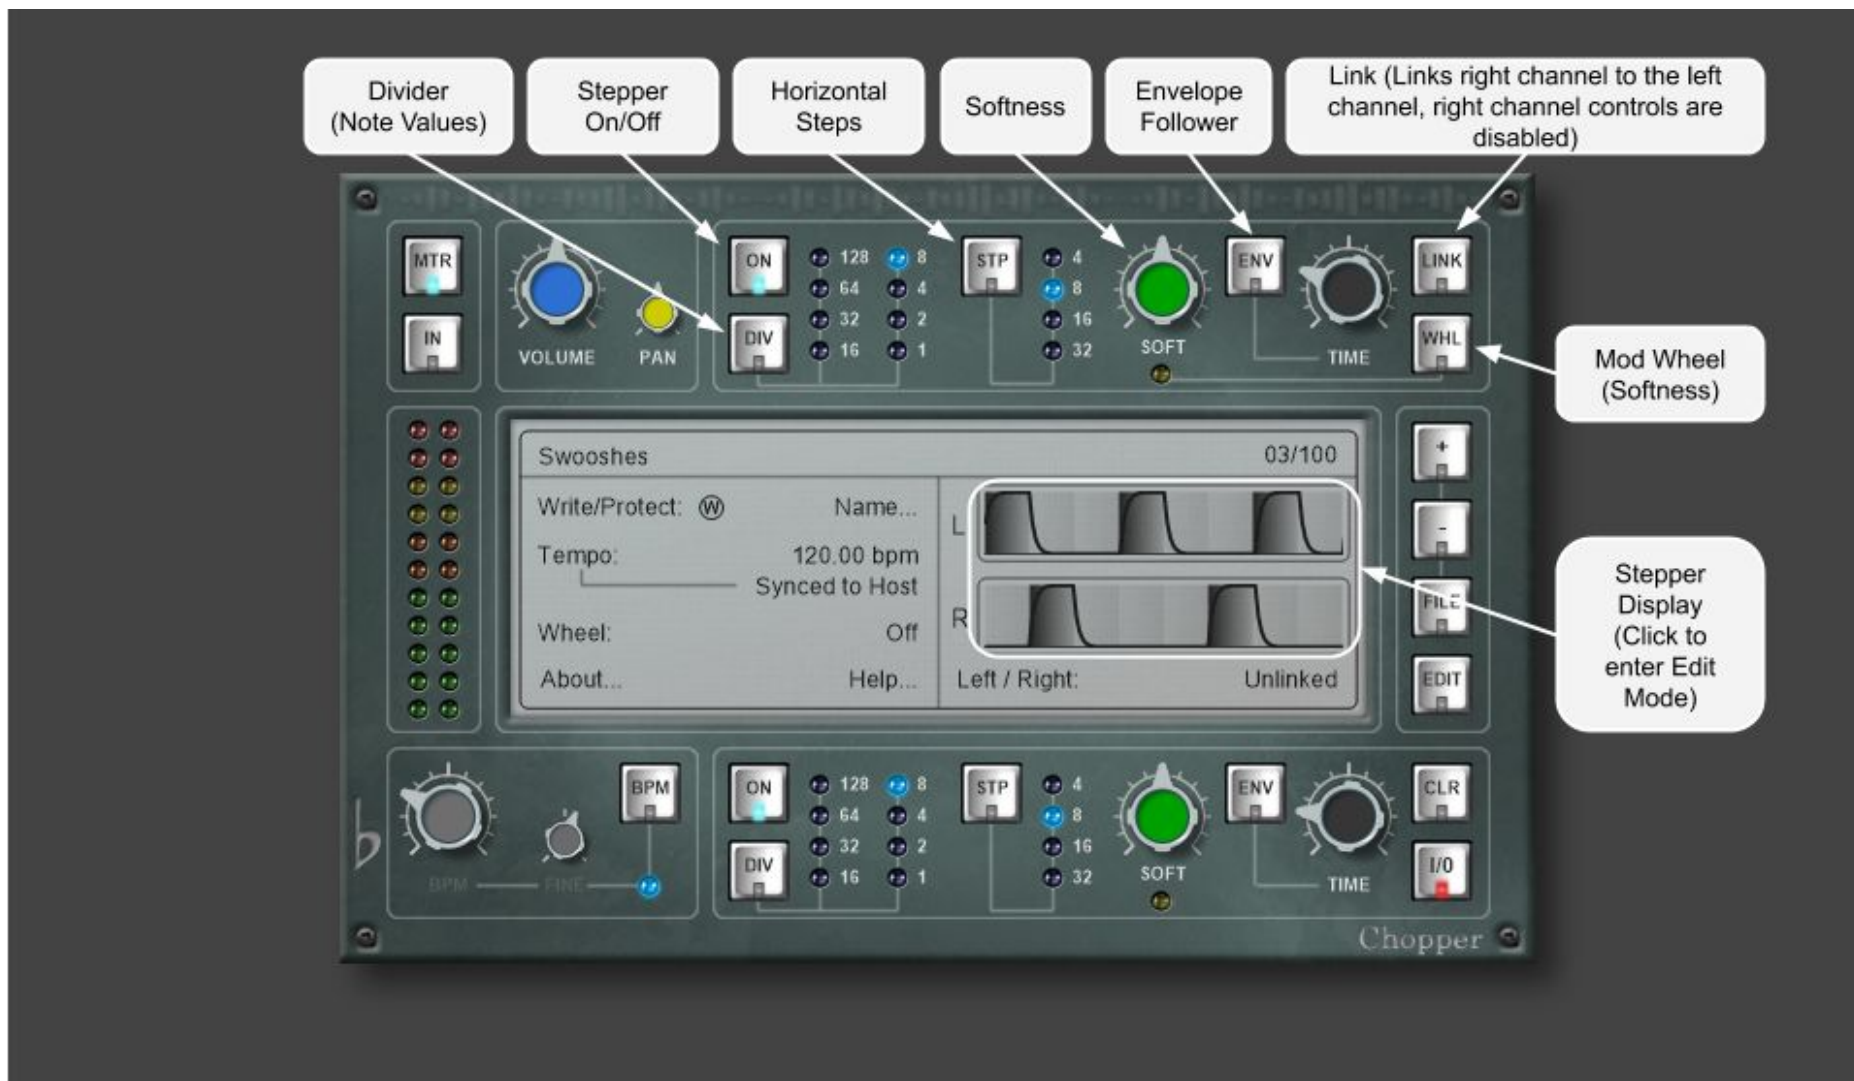 Divider
(Note Values)
Stepper
On/Off
Horizontal
Steps
Softness
Envelope
Follower
Link (Links right channel to the left
channel, right channel controls are
disabled)
MTR
IN
VOLUME
PAN
ON
DIV
128 8
64 4
32 2
16 1
STP
4
8
16
32
SOFT
ENV
TIME
LINK
WHL
Mod Wheel
(Softness)
Swooshes 03/100
Write/Protect: W Name...
Tempo: 120.00 bpm
Synced to Host
Wheel: Off
About... Help...
L
R
Left / Right: Unlinked
+
-
FILE
EDIT
Stepper
Display
(Click to
enter Edit
Mode)
BPM
FINE
BPM
ON
DIV
128 8
64 4
32 2
16 1
STP
4
8
16
32
SOFT
ENV
TIME
CLR
I/0
Chopper